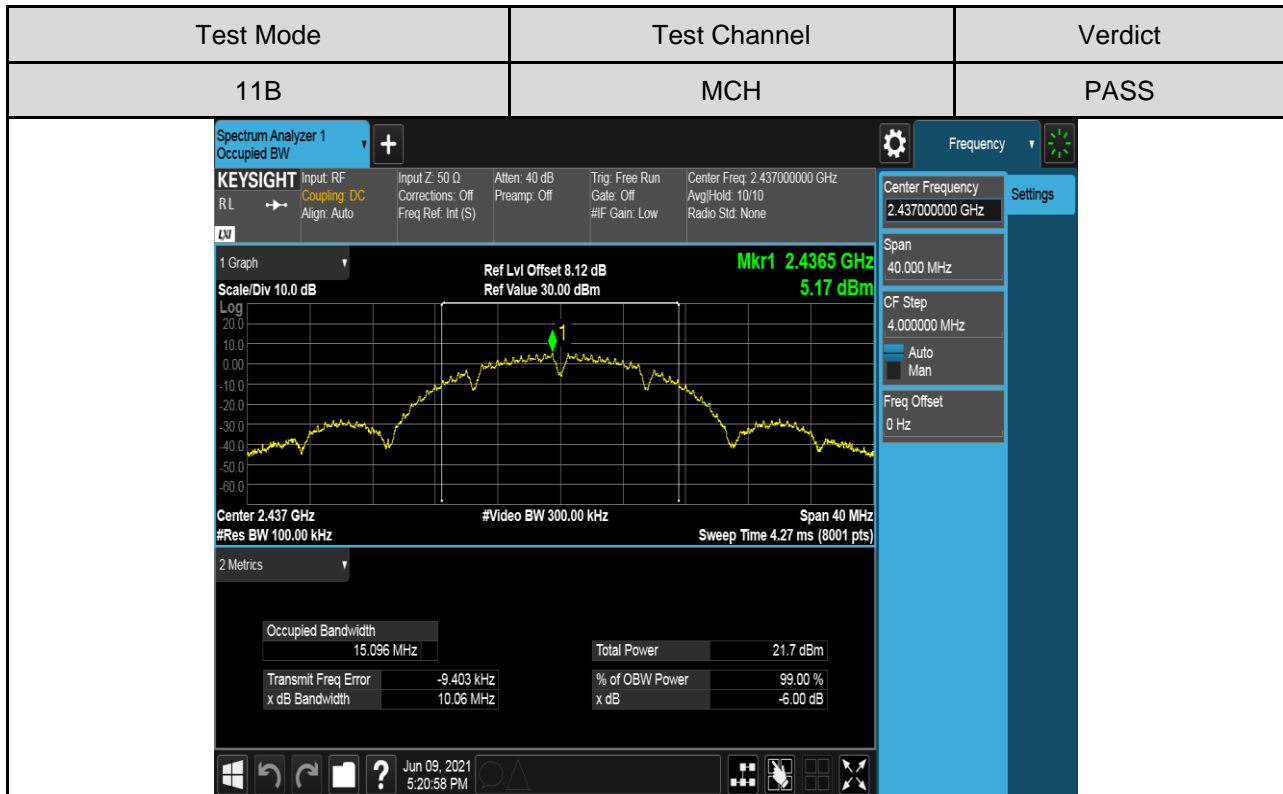 Test Mode Test Channel Verdict
11B MCH PASS
Spectrum Analyzer 1
Occupied BW
+
Frequency
KEYSIGHT Input: RF Input Z: 50 Ω Atten: 40 dB Trig: Free Run Center Freq: 2.437000000 GHz
RL Coupling: DC Corrections: Off Preamp: Off Gate: Off Avg|Hold: 10/10
Align: Auto Freq Ref: Int (S) #IF Gain: Low Radio Std: None
LXI
Center Frequency
2.437000000 GHz
Settings
Span
40.000 MHz
CF Step
4.000000 MHz
Auto
Man
Freq Offset
0 Hz
1 Graph Ref Lvl Offset 8.12 dB Mkr1 2.4365 GHz
Scale/Div 10.0 dB Ref Value 30.00 dBm 5.17 dBm
Log
20.0
10.0
0.00
-10.0
-20.0
-30.0
-40.0
-50.0
-60.0
1
Center 2.437 GHz #Video BW 300.00 kHz Span 40 MHz
#Res BW 100.00 kHz Sweep Time 4.27 ms (8001 pts)
2 Metrics
Occupied Bandwidth
15.096 MHz Total Power 21.7 dBm
Transmit Freq Error -9.403 kHz % of OBW Power 99.00 %
x dB Bandwidth 10.06 MHz x dB -6.00 dB
? Jun 09, 2021
5:20:58 PM